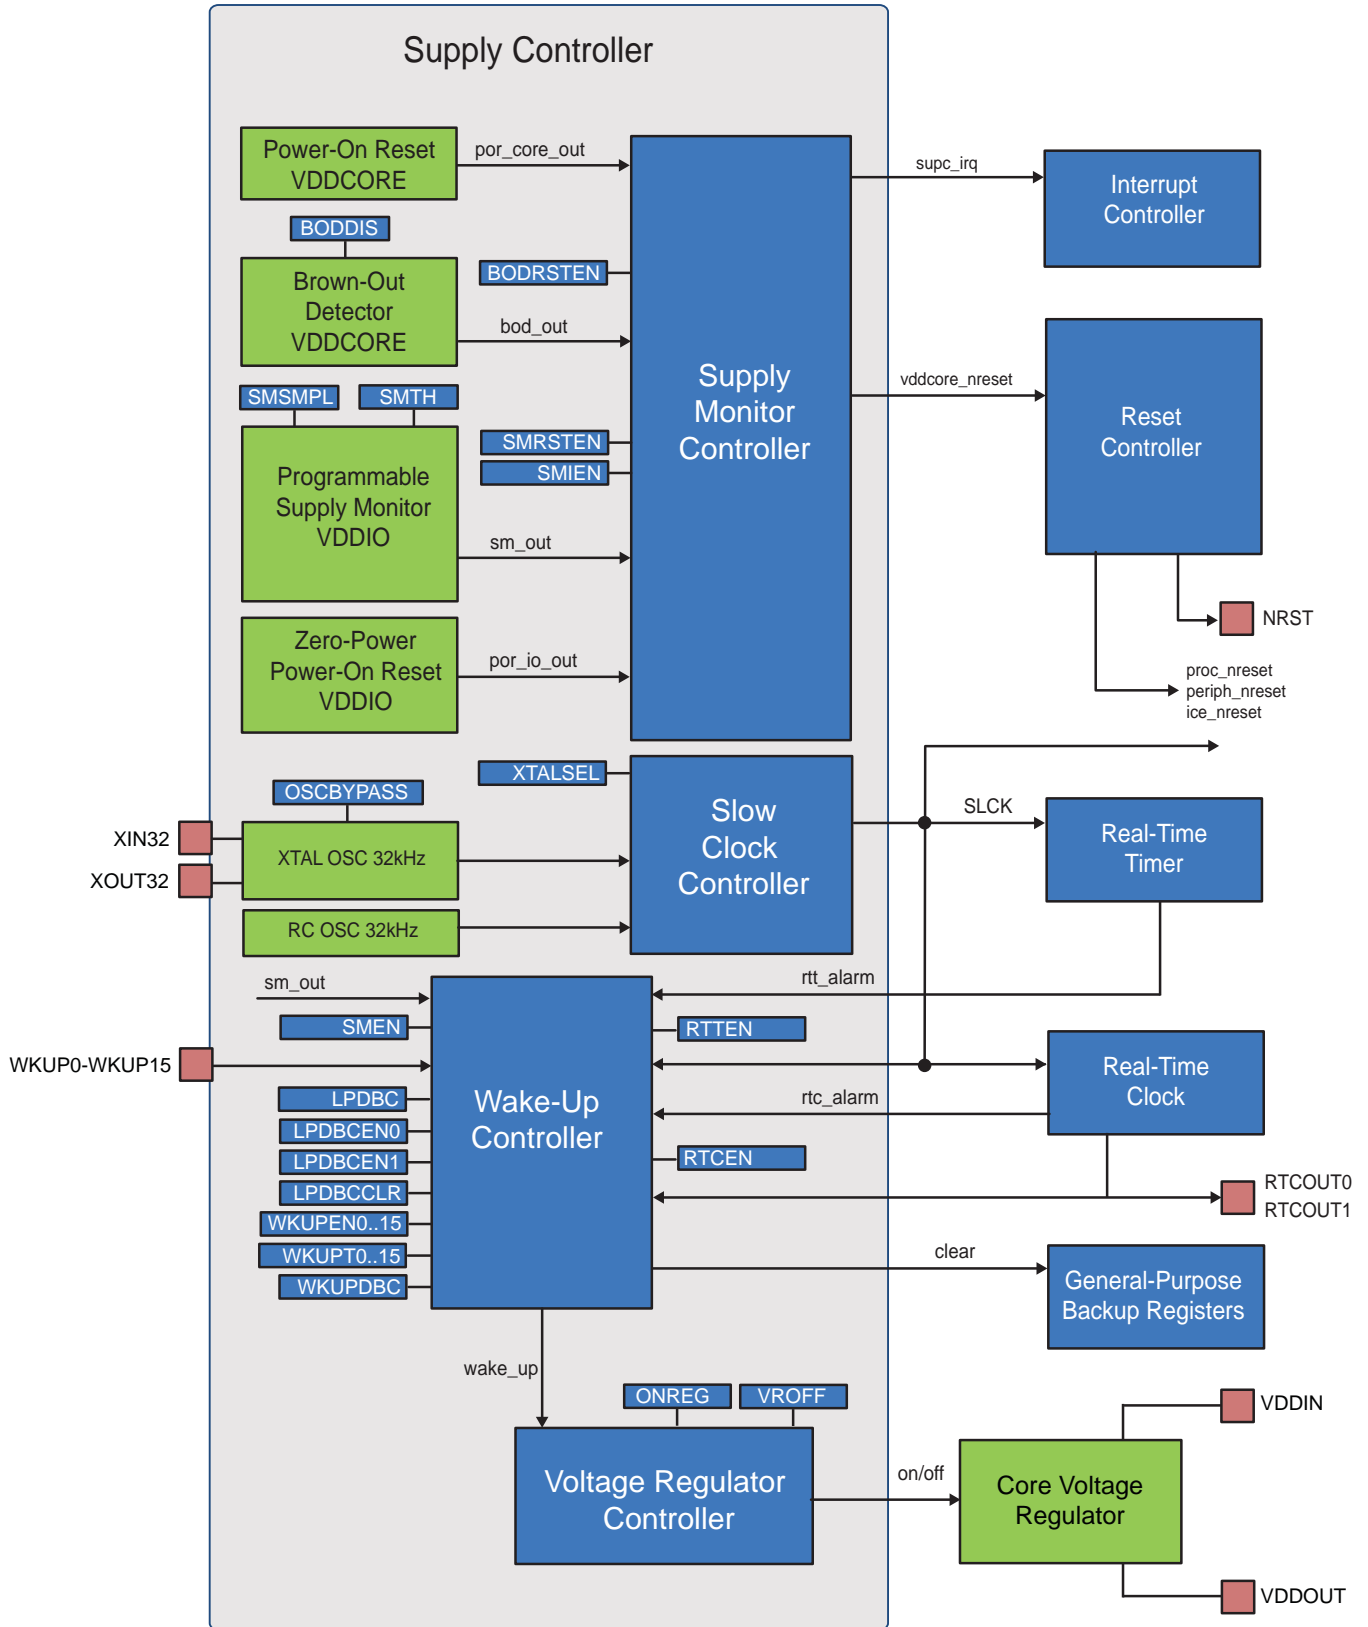 Supply Controller
Power-On Reset
VDDCORE
por_core_out
supc_irq
Interrupt
Controller
BODDIS
Brown-Out
Detector
VDDCORE
BODRSTEN
bod_out
Supply
Monitor
Controller
vddcore_nreset
Reset
Controller
SMSMPL
SMTH
Programmable
Supply Monitor
VDDIO
SMRSTEN
SMIEN
sm_out
NRST
Zero-Power
Power-On Reset
VDDIO
por_io_out
proc_nreset
periph_nreset
ice_nreset
XTALSEL
OSCBYPASS
Slow
Clock
Controller
SLCK
Real-Time
Timer
XIN32
XOUT32
XTAL OSC 32kHz
RC OSC 32kHz
sm_out
rtt_alarm
SMEN
RTTEN
WKUP0-WKUP15
Real-Time
Clock
LPDBC
LPDBCEN0
LPDBCEN1
LPDBCCLR
WKUPEN0..15
WKUPT0..15
WKUPDBC
Wake-Up
Controller
rtc_alarm
RTCEN
RTCOUT0
RTCOUT1
clear
General-Purpose
Backup Registers
wake_up
ONREG
VROFF
Voltage Regulator
Controller
on/off
Core Voltage
Regulator
VDDIN
VDDOUT